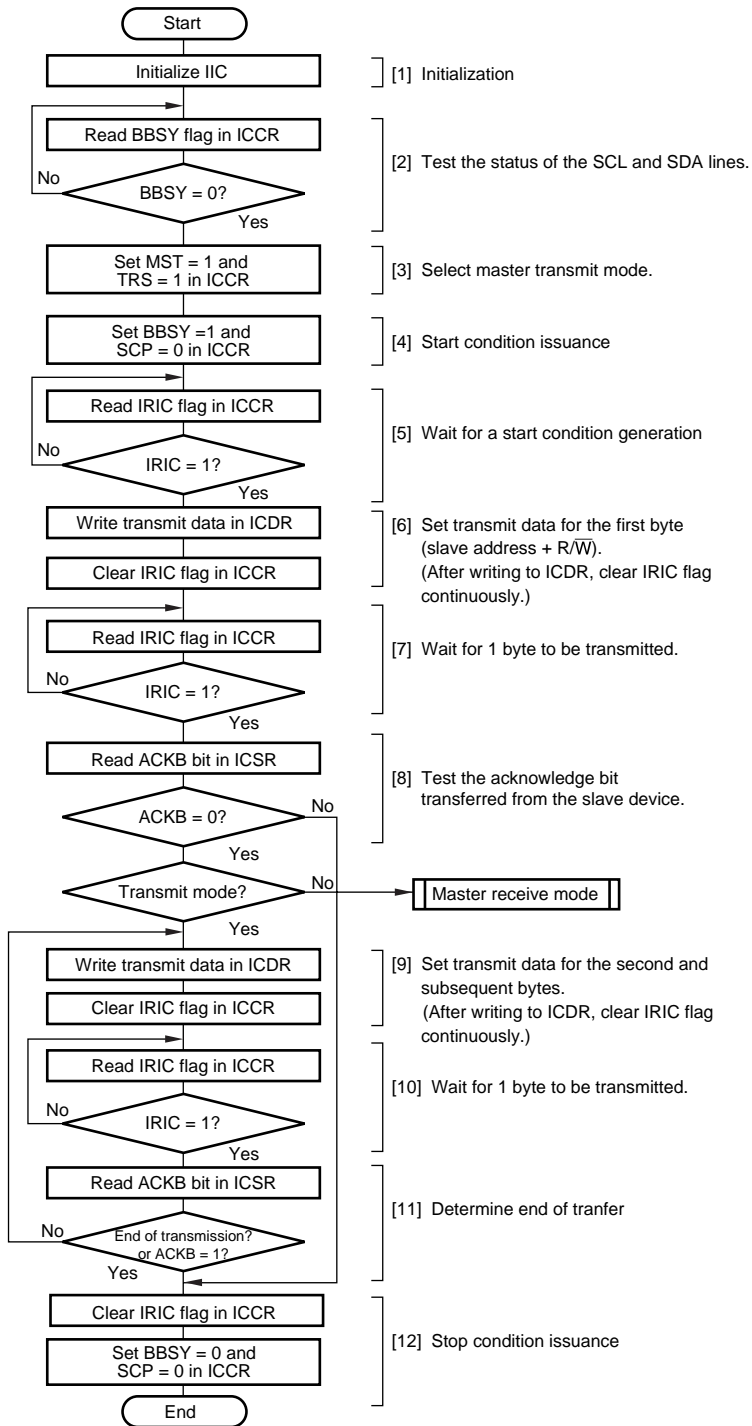 Start
Initialize IIC
[1] Initialization
Read BBSY flag in ICCR
[2] Test the status of the SCL and SDA lines.
No
BBSY = 0?
Yes
Set MST = 1 and
TRS = 1 in ICCR
[3] Select master transmit mode.
Set BBSY =1 and
SCP = 0 in ICCR
[4] Start condition issuance
Read IRIC flag in ICCR
[5] Wait for a start condition generation
No
IRIC = 1?
Yes
Write transmit data in ICDR
[6] Set transmit data for the first byte
(slave address + R/W̅).
(After writing to ICDR, clear IRIC flag
continuously.)
Clear IRIC flag in ICCR
Read IRIC flag in ICCR
[7] Wait for 1 byte to be transmitted.
No
IRIC = 1?
Yes
Read ACKB bit in ICSR
[8] Test the acknowledge bit
transferred from the slave device.
No
ACKB = 0?
Yes
No
Transmit mode?
Master receive mode
Yes
Write transmit data in ICDR
[9] Set transmit data for the second and
subsequent bytes.
(After writing to ICDR, clear IRIC flag
continuously.)
Clear IRIC flag in ICCR
Read IRIC flag in ICCR
[10] Wait for 1 byte to be transmitted.
No
IRIC = 1?
Yes
Read ACKB bit in ICSR
[11] Determine end of tranfer
No
End of transmission?
or ACKB = 1?
Yes
Clear IRIC flag in ICCR
[12] Stop condition issuance
Set BBSY = 0 and
SCP = 0 in ICCR
End